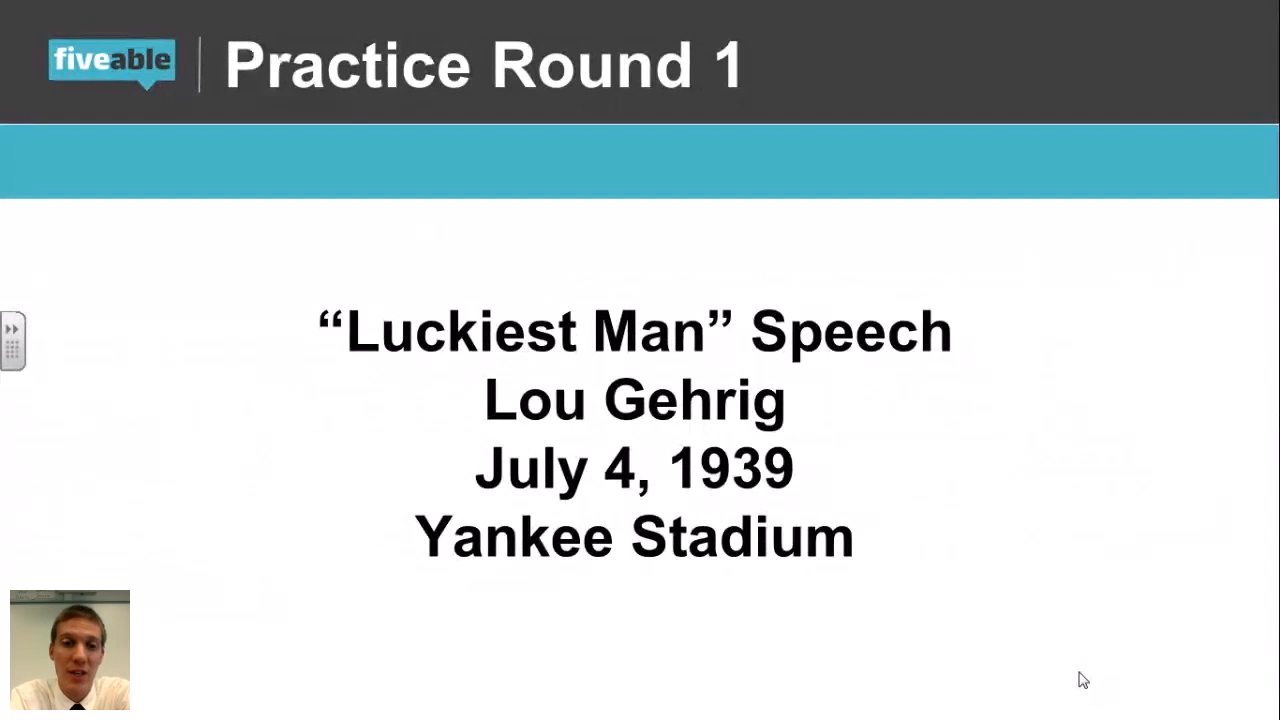 fiveable
Practice Round 1
“Luckiest Man” Speech
Lou Gehrig
July 4, 1939
Yankee Stadium